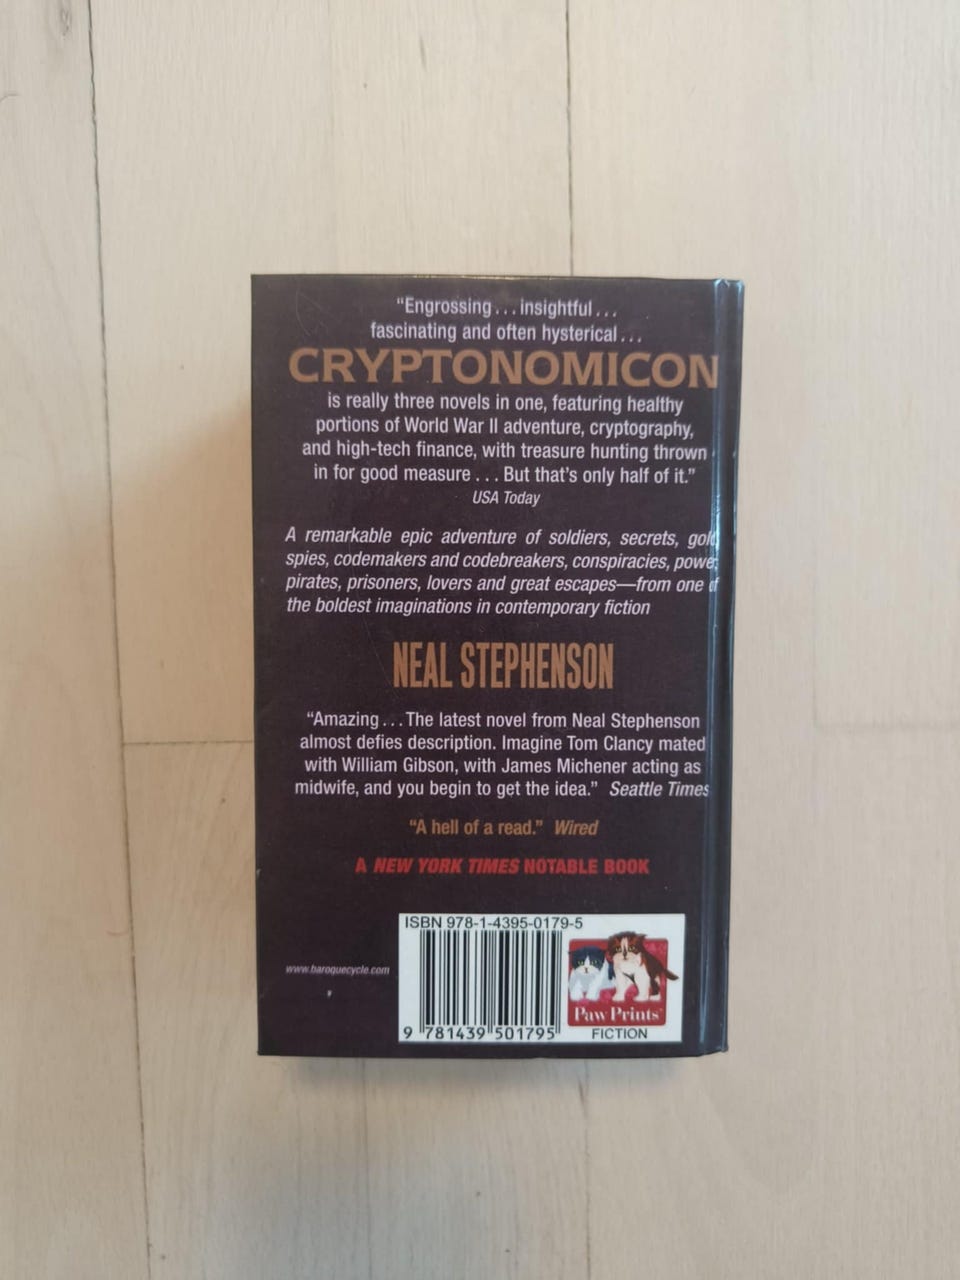 “Engrossing . . . insightful . . .
fascinating and often hysterical . . .
CRYPTONOMICON
is really three novels in one, featuring healthy
portions of World War II adventure, cryptography,
and high-tech finance, with treasure hunting thrown
in for good measure . . . But that’s only half of it.”
USA Today
A remarkable epic adventure of soldiers, secrets, gold,
spies, codemakers and codebreakers, conspiracies, power,
pirates, prisoners, lovers and great escapes—from one of
the boldest imaginations in contemporary fiction
NEAL STEPHENSON
“Amazing . . . The latest novel from Neal Stephenson
almost defies description. Imagine Tom Clancy mated
with William Gibson, with James Michener acting as
midwife, and you begin to get the idea.” Seattle Times
“A hell of a read.” Wired
A NEW YORK TIMES NOTABLE BOOK
ISBN 978-1-4395-0179-5
www.baroquecycle.com
Paw Prints
9 781439 501795
FICTION